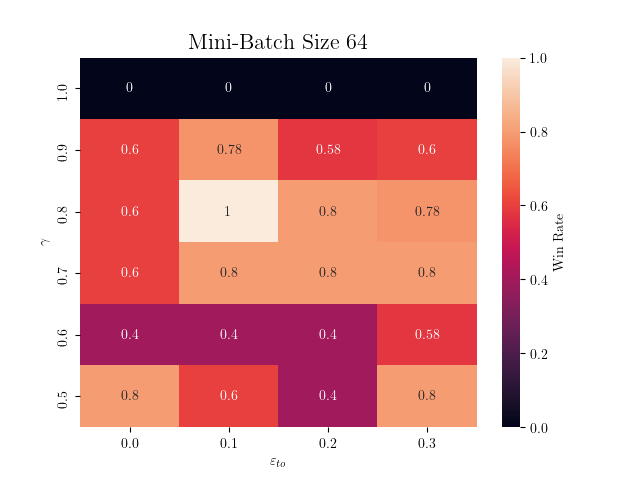 Mini-Batch Size 64
1.0 0 0 0 0
0.9 0.6 0.78 0.58 0.6
0.8 0.6 1 0.8 0.78
0.7 0.6 0.8 0.8 0.8
0.6 0.4 0.4 0.4 0.58
0.5 0.8 0.6 0.4 0.8
0.0 0.1 0.2 0.3
γ
ε_{to}
1.0
0.8
0.6
0.4
0.2
0.0
Win Rate